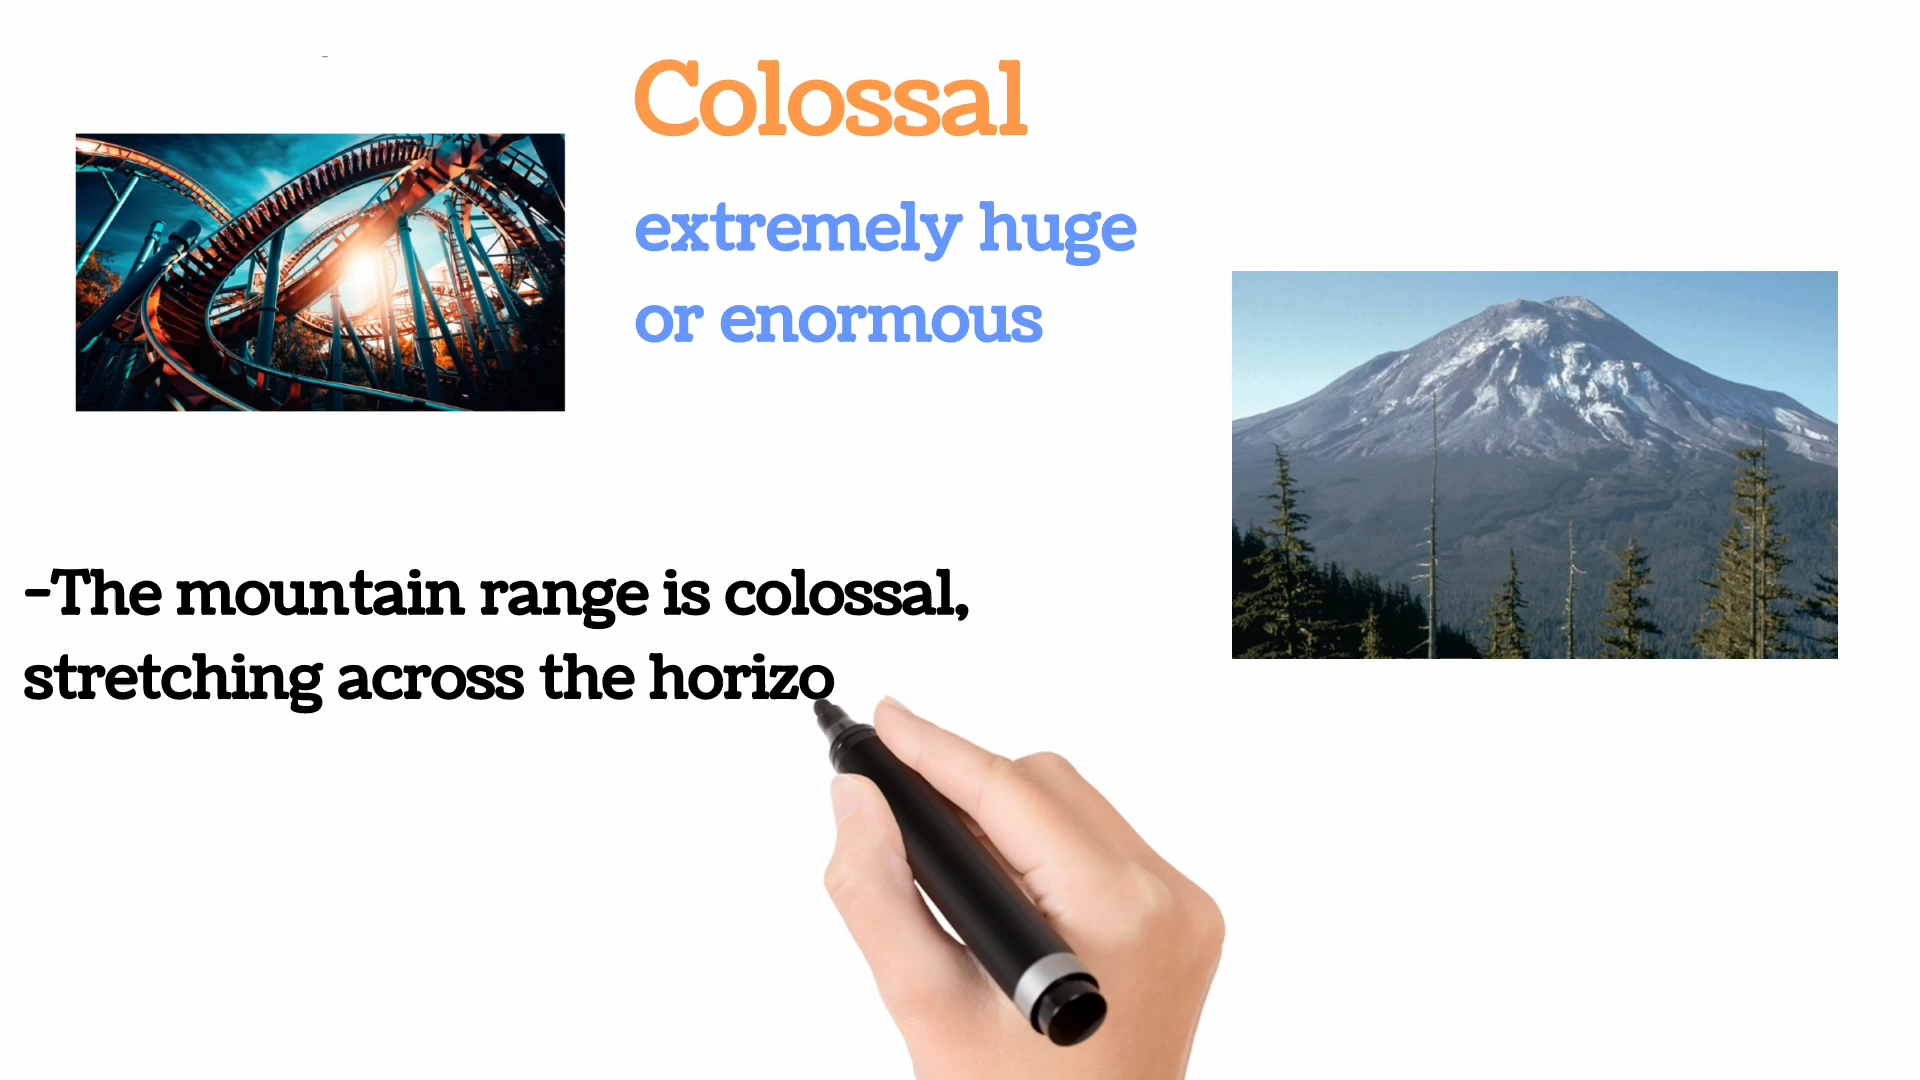 Colossal
extremely huge
or enormous
-The mountain range is colossal,
stretching across the horizo